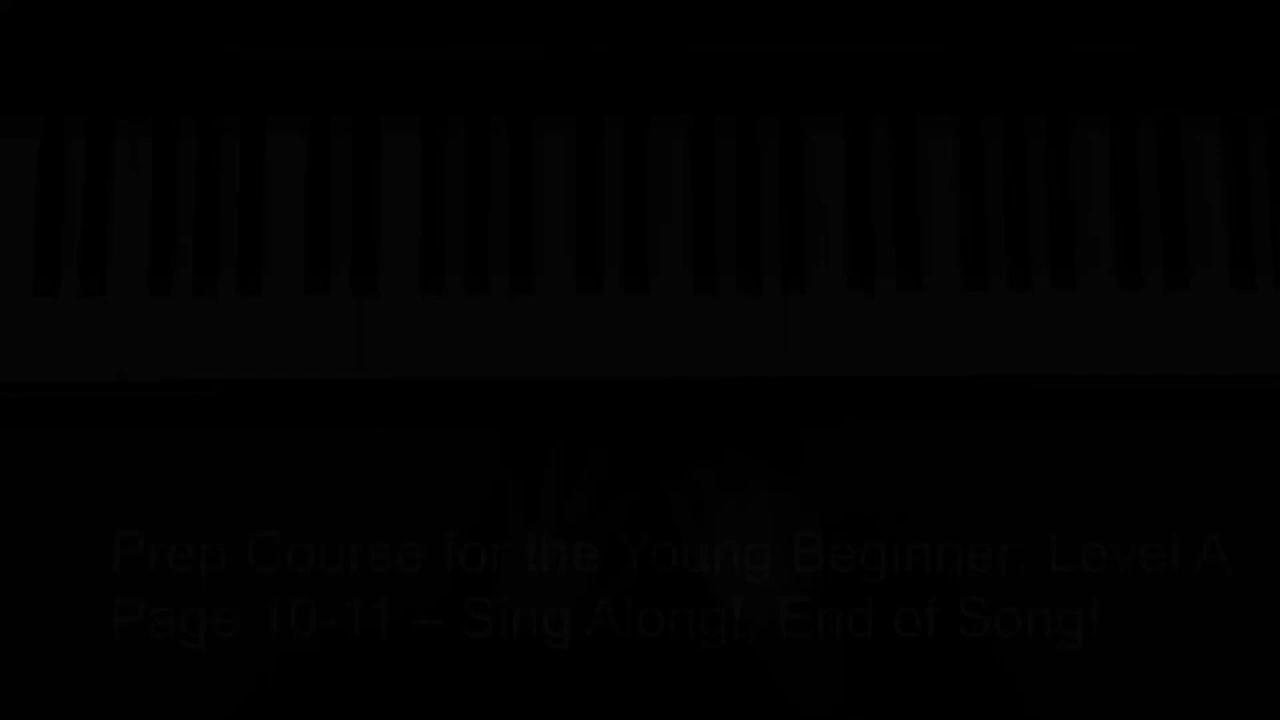 Prep Course for the Young Beginner: Level A
Page 10-11 – Sing Along!, End of Song!